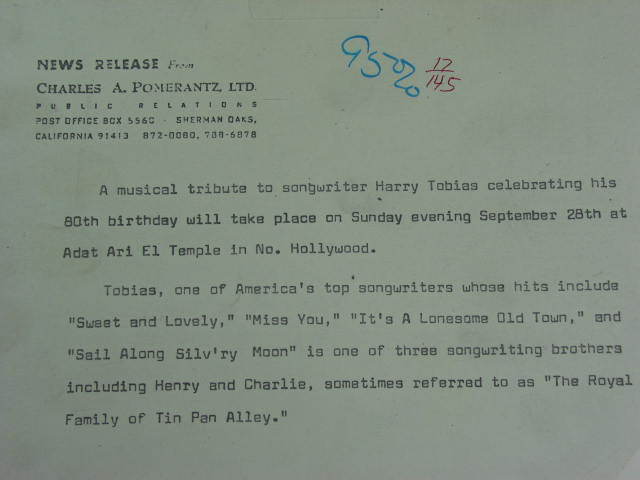 NEWS RELEASE From
CHARLES A. POMERANTZ, LTD.
PUBLIC RELATIONS
POST OFFICE BOX 5560 · SHERMAN OAKS,
CALIFORNIA 91413 872-0080, 788-6878
95%
17/145
A musical tribute to songwriter Harry Tobias celebrating his
80th birthday will take place on Sunday evening September 28th at
Adat Ari El Temple in No. Hollywood.
Tobias, one of America's top songwriters whose hits include
"Sweet and Lovely," "Miss You," "It's A Lonesome Old Town," and
"Sail Along Silv'ry Moon" is one of three songwriting brothers
including Henry and Charlie, sometimes referred to as "The Royal
Family of Tin Pan Alley."